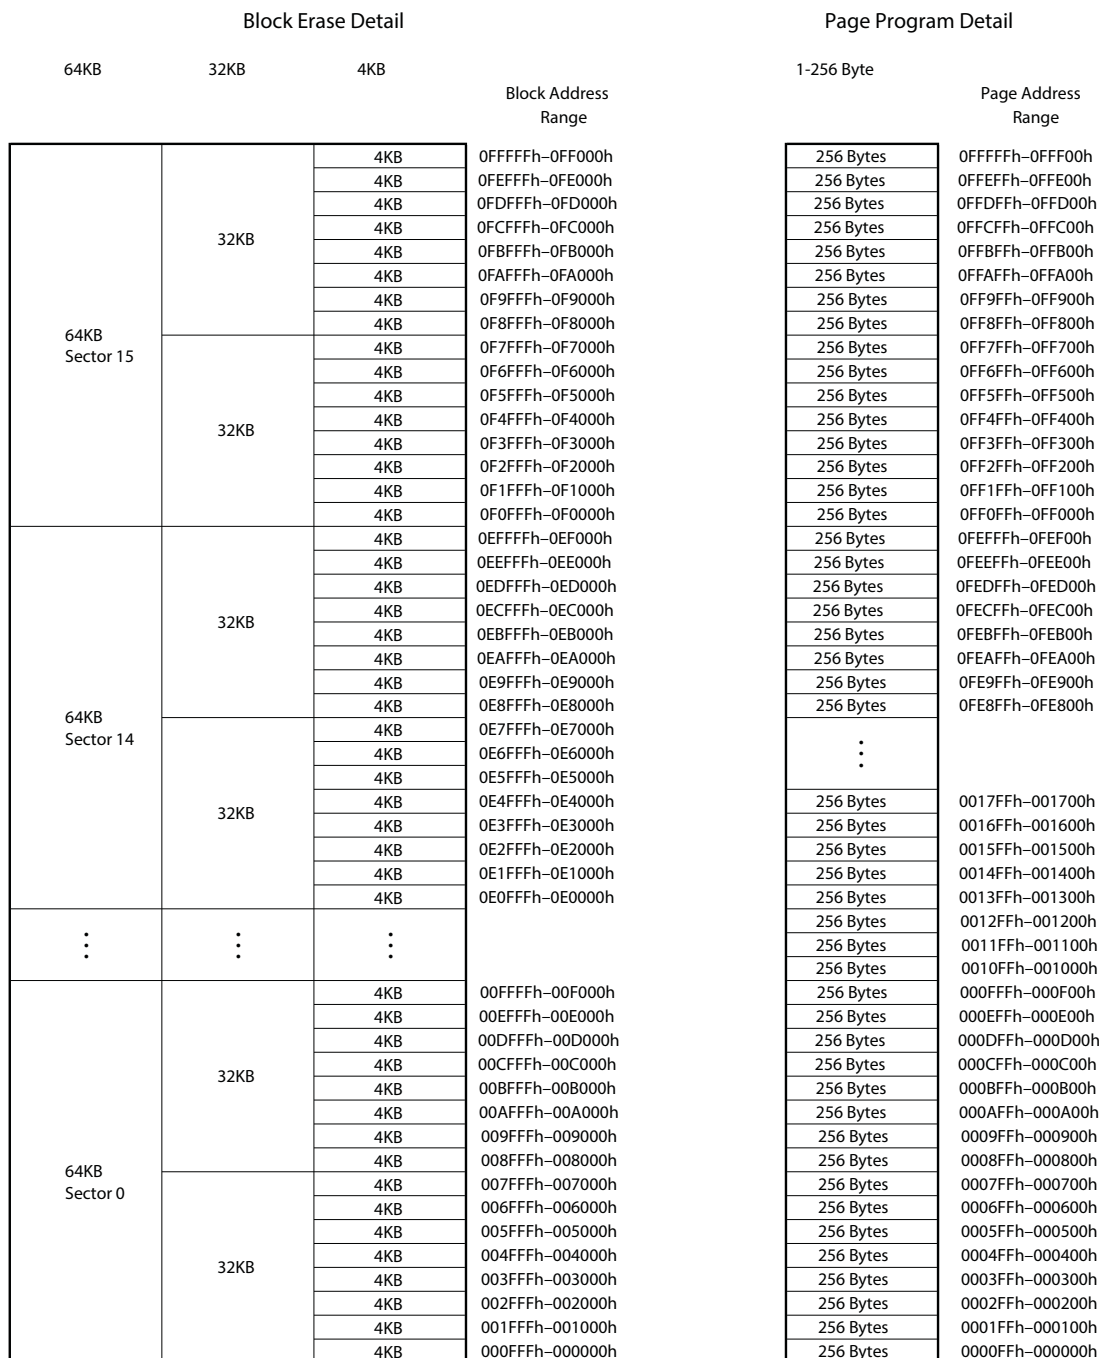 Block Erase Detail Page Program Detail
64KB 32KB 4KB 1-256 Byte
Block Address Page Address
Range Range
4KB 0FFFFFh–0FF000h 256 Bytes 0FFFFFh–0FFF00h
4KB 0FEFFFh–0FE000h 256 Bytes 0FFEFFh–0FFE00h
4KB 0FDFFFh–0FD000h 256 Bytes 0FFDFFh–0FFD00h
4KB 0FCFFFh–0FC000h 256 Bytes 0FFCFFh–0FFC00h
32KB
4KB 0FBFFFh–0FB000h 256 Bytes 0FFBFFh–0FFB00h
4KB 0FAFFFh–0FA000h 256 Bytes 0FFAFFh–0FFA00h
4KB 0F9FFFh–0F9000h 256 Bytes 0FF9FFh–0FF900h
4KB 0F8FFFh–0F8000h 256 Bytes 0FF8FFh–0FF800h
64KB
4KB 0F7FFFh–0F7000h 256 Bytes 0FF7FFh–0FF700h
Sector 15
4KB 0F6FFFh–0F6000h 256 Bytes 0FF6FFh–0FF600h
4KB 0F5FFFh–0F5000h 256 Bytes 0FF5FFh–0FF500h
4KB 0F4FFFh–0F4000h 256 Bytes 0FF4FFh–0FF400h
32KB
4KB 0F3FFFh–0F3000h 256 Bytes 0FF3FFh–0FF300h
4KB 0F2FFFh–0F2000h 256 Bytes 0FF2FFh–0FF200h
4KB 0F1FFFh–0F1000h 256 Bytes 0FF1FFh–0FF100h
4KB 0F0FFFh–0F0000h 256 Bytes 0FF0FFh–0FF000h
4KB 0EFFFFh–0EF000h 256 Bytes 0FEFFFh–0FEF00h
4KB 0EEFFFh–0EE000h 256 Bytes 0FEEFFh–0FEE00h
4KB 0EDFFFh–0ED000h 256 Bytes 0FEDFFh–0FED00h
4KB 0ECFFFh–0EC000h 256 Bytes 0FECFFh–0FEC00h
32KB
4KB 0EBFFFh–0EB000h 256 Bytes 0FEBFFh–0FEB00h
4KB 0EAFFFh–0EA000h 256 Bytes 0FEAFFh–0FEA00h
4KB 0E9FFFh–0E9000h 256 Bytes 0FE9FFh–0FE900h
4KB 0E8FFFh–0E8000h 256 Bytes 0FE8FFh–0FE800h
64KB
4KB 0E7FFFh–0E7000h
Sector 14
4KB 0E6FFFh–0E6000h
4KB 0E5FFFh–0E5000h
4KB 0E4FFFh–0E4000h 256 Bytes 0017FFh–001700h
32KB
4KB 0E3FFFh–0E3000h 256 Bytes 0016FFh–001600h
4KB 0E2FFFh–0E2000h 256 Bytes 0015FFh–001500h
4KB 0E1FFFh–0E1000h 256 Bytes 0014FFh–001400h
4KB 0E0FFFh–0E0000h 256 Bytes 0013FFh–001300h
256 Bytes 0012FFh–001200h
256 Bytes 0011FFh–001100h
256 Bytes 0010FFh–001000h
4KB 00FFFFh–00F000h 256 Bytes 000FFFh–000F00h
4KB 00EFFFh–00E000h 256 Bytes 000EFFh–000E00h
4KB 00DFFFh–00D000h 256 Bytes 000DFFh–000D00h
4KB 00CFFFh–00C000h 256 Bytes 000CFFh–000C00h
32KB
4KB 00BFFFh–00B000h 256 Bytes 000BFFh–000B00h
4KB 00AFFFh–00A000h 256 Bytes 000AFFh–000A00h
4KB 009FFFh–009000h 256 Bytes 0009FFh–000900h
4KB 008FFFh–008000h 256 Bytes 0008FFh–000800h
64KB
4KB 007FFFh–007000h 256 Bytes 0007FFh–000700h
Sector 0
4KB 006FFFh–006000h 256 Bytes 0006FFh–000600h
4KB 005FFFh–005000h 256 Bytes 0005FFh–000500h
4KB 004FFFh–004000h 256 Bytes 0004FFh–000400h
32KB
4KB 003FFFh–003000h 256 Bytes 0003FFh–000300h
4KB 002FFFh–002000h 256 Bytes 0002FFh–000200h
4KB 001FFFh–001000h 256 Bytes 0001FFh–000100h
4KB 000FFFh–000000h 256 Bytes 0000FFh–000000h